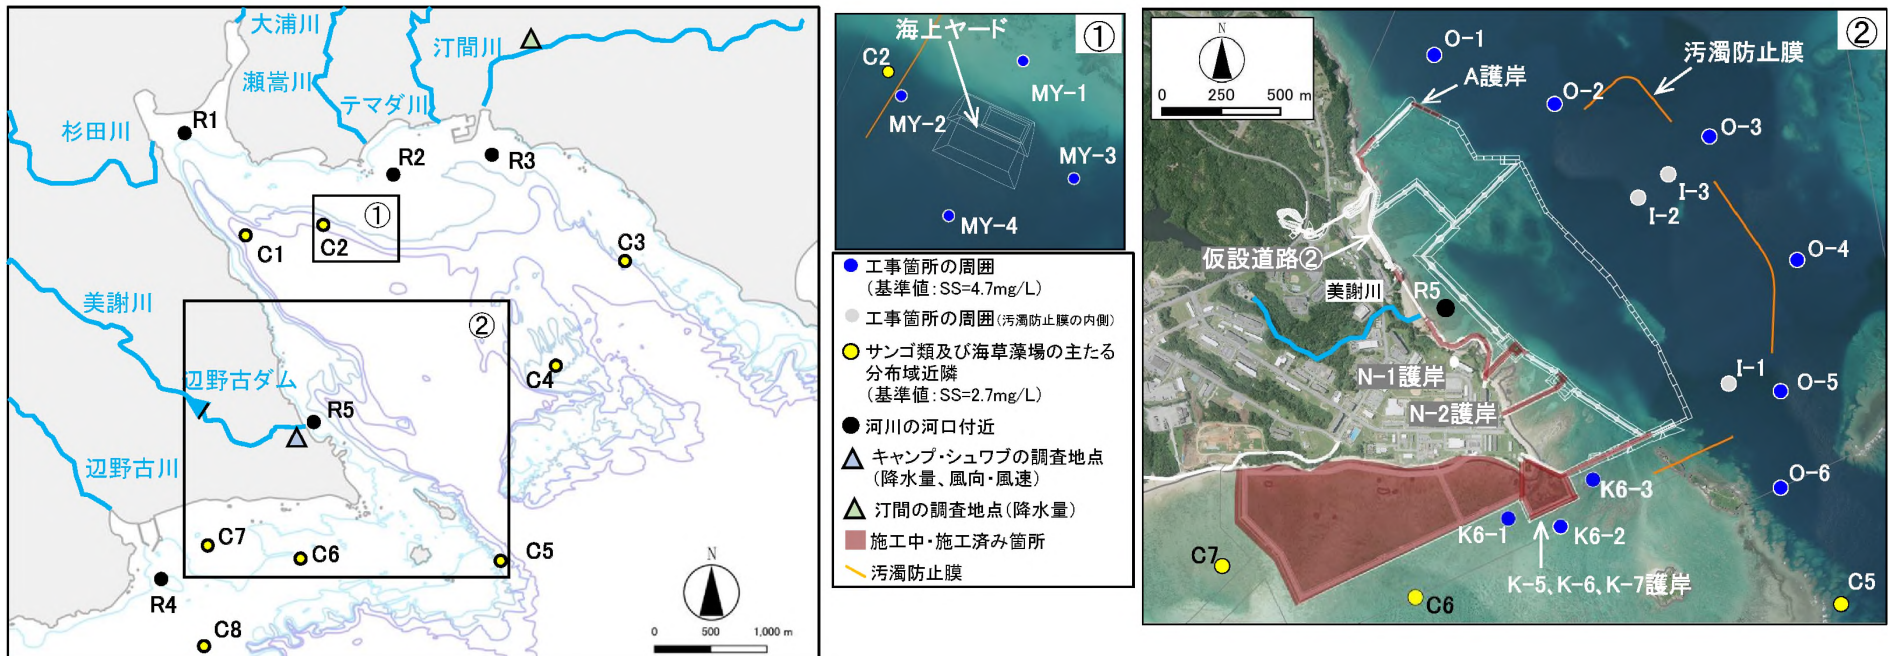 大浦川
瀬嵩川
テマダ川
汀間川
杉田川
R1
R2
R3
①
C1
C2
C3
美謝川
②
C4
辺野古ダム
R5
辺野古川
C7
C6
C5
R4
C8
N
0 500 1,000 m
①
海上ヤード
C2
MY-1
MY-2
MY-3
MY-4
工事箇所の周囲
(基準値:SS=4.7mg/L)
工事箇所の周囲(汚濁防止膜の内側)
サンゴ類及び海草藻場の主たる
分布域近隣
(基準値:SS=2.7mg/L)
河川の河口付近
キャンプ・シュワブの調査地点
(降水量、風向・風速)
汀間の調査地点(降水量)
施工中・施工済み箇所
汚濁防止膜
②
N
0 250 500 m
O-1
汚濁防止膜
A護岸
O-2
O-3
I-3
I-2
仮設道路②
O-4
美謝川
R5
I-1
O-5
N-1護岸
N-2護岸
O-6
K6-3
K6-1
K6-2
C7
K-5、K-6、K-7護岸
C6
C5